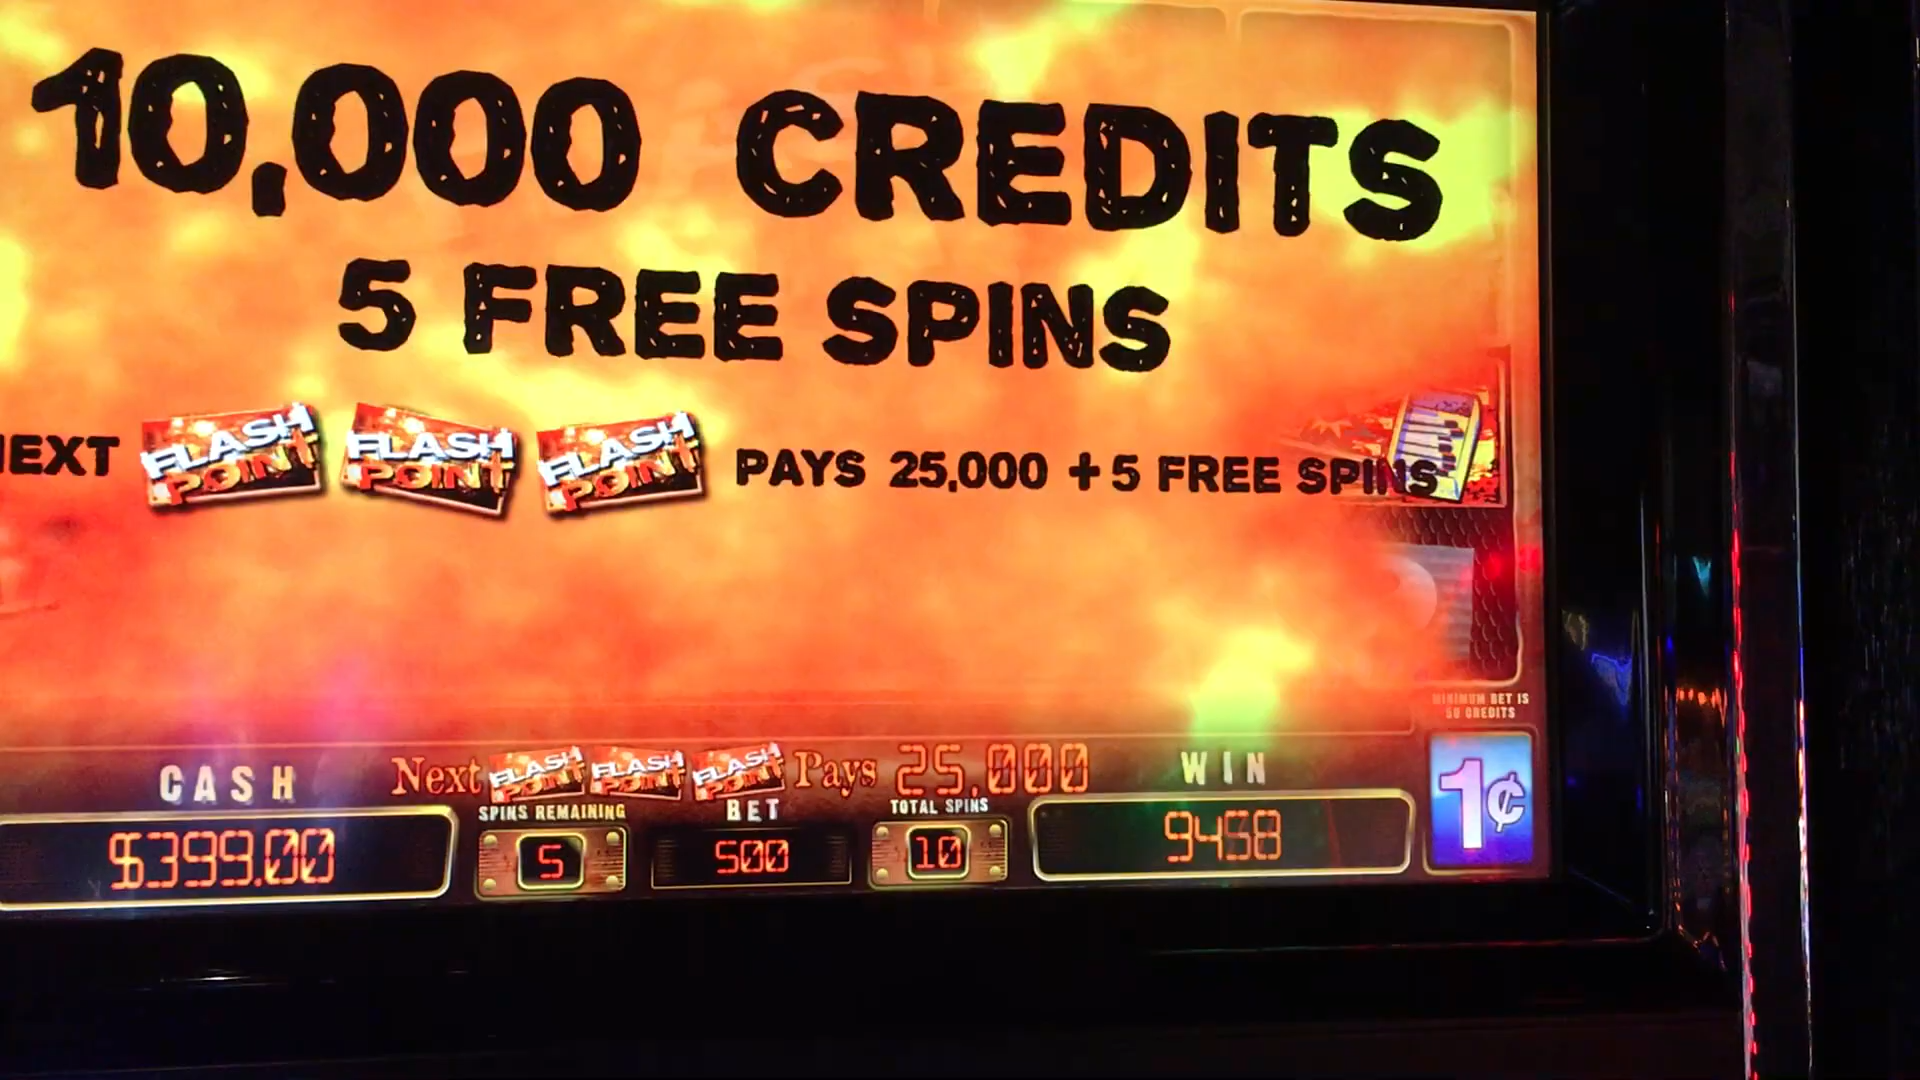 10,000 CREDITS
5 FREE SPINS
NEXT FLASH POINT FLASH POINT FLASH POINT PAYS 25,000 + 5 FREE SPINS
MINIMUM BET IS
50 CREDITS
CASH
Next FLASH POINT FLASH POINT FLASH POINT Pays 25,000
WIN
SPINS REMAINING
BET
TOTAL SPINS
$399.00
5
500
10
9458
1¢